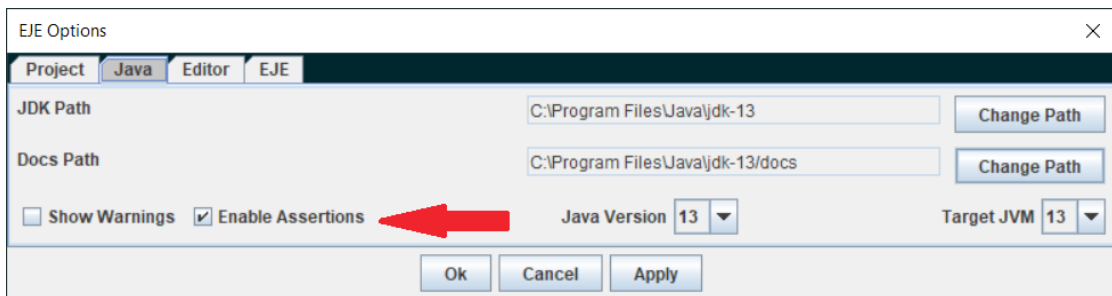 EJE Options
Project Java Editor EJE
JDK Path C:\Program Files\Java\jdk-13 Change Path
Docs Path C:\Program Files\Java\jdk-13/docs Change Path
Show Warnings Enable Assertions Java Version 13 Target JVM 13
Ok Cancel Apply